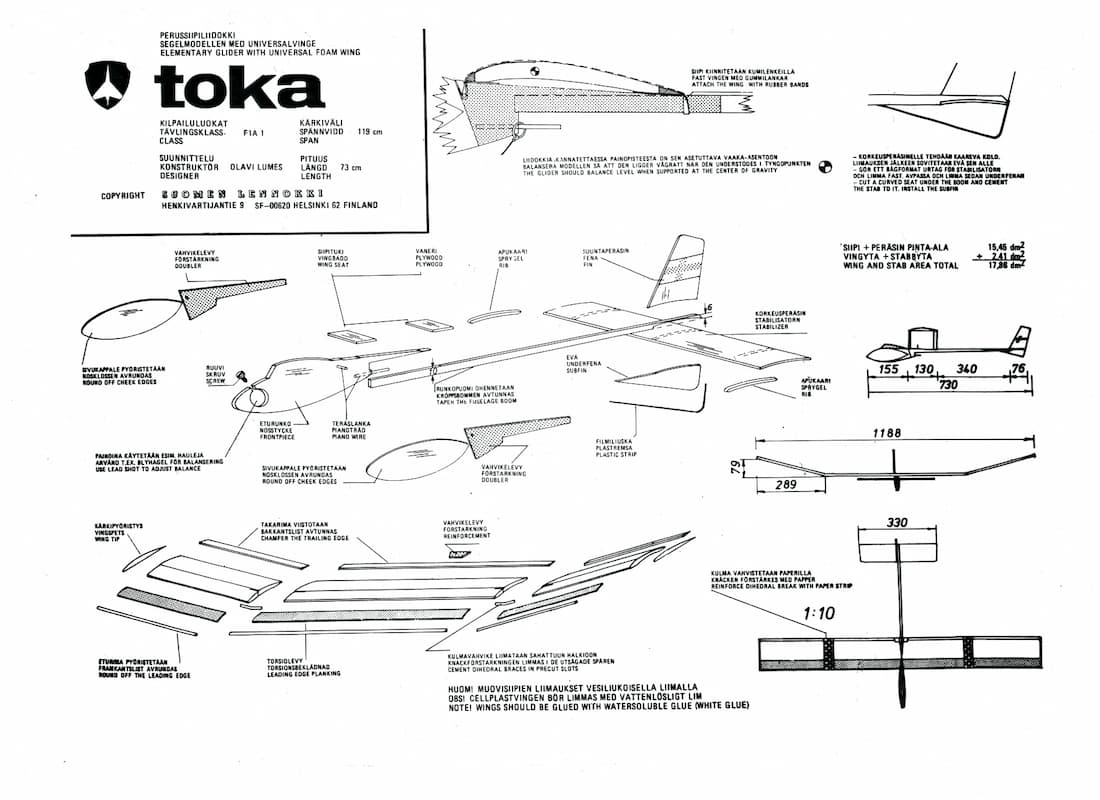 PERUSSIIPILIIDOKKI
SEGELMODELLEN MED UNIVERSALVINGE
ELEMENTARY GLIDER WITH UNIVERSAL FOAM WING
toka
KILPAILULUOKAT
TÄVLINGSKLASS-
CLASS
FIA 1
KÄRKIVÄLI
SPÄNNVIDD
SPAN
119 cm
SUUNNITTELU
KONSTRUKTÖR
DESIGNER
OLAVI LUMES
PITUUS
LÄNGD
LENGTH
73 cm
COPYRIGHT
SUOMEN LENNOKKI
HENKIVARTIJANTIE 9 SF-00620 HELSINKI 62 FINLAND
SIIPI KIINNITETAAN KUMILENKEILLA
FAST VINGEN MED GUMMILANKAR
ATTACH THE WING WITH RUBBER BANDS
LIIDOKKIA KANNATETTAESSA PAINOPISTEESTA ON SEN ASETUTTAVA VAAKA-ASENTOON
BALANSERA MODELLEN SÅ ATT DEN LIGGER VÅGRATT NÄR DEN UNDERSTODES I TYNGDPUNKTEN
THE GLIDER SHOULD BALANCE LEVEL WHEN SUPPORTED AT THE CENTER OF GRAVITY
- KORKEUSPERÄSIMELLE TEHDÄÄN KAAREVA KOLO.
LIIMAUKSEN JÄLKEEN SOVITETAAN EVÄ SEN ALLE
- GÖR ETT BÅGFORMAT URTAG FÖR STABILISATORN
OCH LIMMA FAST. AVPASSA OCH LIMMA SEDAN UNDERFENAN
- CUT A CURVED SEAT UNDER THE BOOM AND CEMENT
THE STAB TO IT. INSTALL THE SUBFIN
SIIPI + PERÄSIN PINTA-ALA 15,45 dm2
VINGYTA + STABBYTA + 2,41 dm2
WING AND STAB AREA TOTAL 17,86 dm2
VAHVIKELEVY
FÖRSTÄRKNING
DOUBLER
SIIPITUKI
VINGBÄDD
WING SEAT
VANERI
PLYWOOD
PLYWOOD
APUKAARI
SPRYGEL
RIB
SUUNTAPERÄSIN
FENA
FIN
6
KORKEUSPERÄSIN
STABILISATORN
STABILIZER
SIVUKAPPALE PYÖRISTETÄÄN
NOSKLOSSEN AVRUNDAS
ROUND OFF CHEEK EDGES
RUUVI
SKRUV
SCREW
RUNKOPUOMI OHENNETAAN
KROPPSBOMMEN AVTUNNAS
TAPER THE FUSELAGE BOOM
EVÄ
UNDERFENA
SUBFIN
APUKAARI
SPRYGEL
RIB
155 130 340 76
730
ETURUNKO
NOSSTYCKE
FRONTPIECE
TERÄSLANKA
PIANOTRÅD
PIANO WIRE
FILMILIUSKA
PLASTREMSA
PLASTIC STRIP
PAINOINA KÄYTETÄÄN ESIM. HAULEJA
ANVÄND T.EX. BLYHAGEL FÖR BALANSERING
USE LEAD SHOT TO ADJUST BALANCE
SIVUKAPPALE PYÖRISTETÄÄN
NOSKLOSSEN AVRUNDAS
ROUND OFF CHEEK EDGES
VAHVIKELEVY
FÖRSTÄRKNING
DOUBLER
1188
79
289
KÄRKIPYÖRISTYS
VINGSPETS
WING TIP
TAKARIMA VIISTOTAAN
BAKKANTSLIST AVTUNNAS
CHAMFER THE TRAILING EDGE
VAHVIKELEVY
FÖRSTÄRKNING
REINFORCEMENT
330
KULMA VAHVISTETAAN PAPERILLA
KNÄCKEN FÖRSTÄRKES MED PAPPER
REINFORCE DIHEDRAL BREAK WITH PAPER STRIP
1:10
ETURIMA PYÖRISTETÄÄN
FRAMKANTSLIST AVRUNDAS
ROUND OFF THE LEADING EDGE
TORSIOLEVY
TORSIONSBEKLÄDNAD
LEADING EDGE PLANKING
KULMAVAHVIKE LIIMATAAN SAHATTUUN HALKIOON
KNÄCKFÖRSTÄRKNINGEN LIMMAS I DE UTSÅGADE SPÅREN
CEMENT DIHEDRAL BRACES IN PRECUT SLOTS
HUOM! MUOVISIIPIEN LIIMAUKSET VESILIUKOISELLA LIIMALLA
OBS! CELLPLASTVINGEN BÖR LIMMAS MED VATTENLÖSLIGT LIM
NOTE! WINGS SHOULD BE GLUED WITH WATERSOLUBLE GLUE (WHITE GLUE)